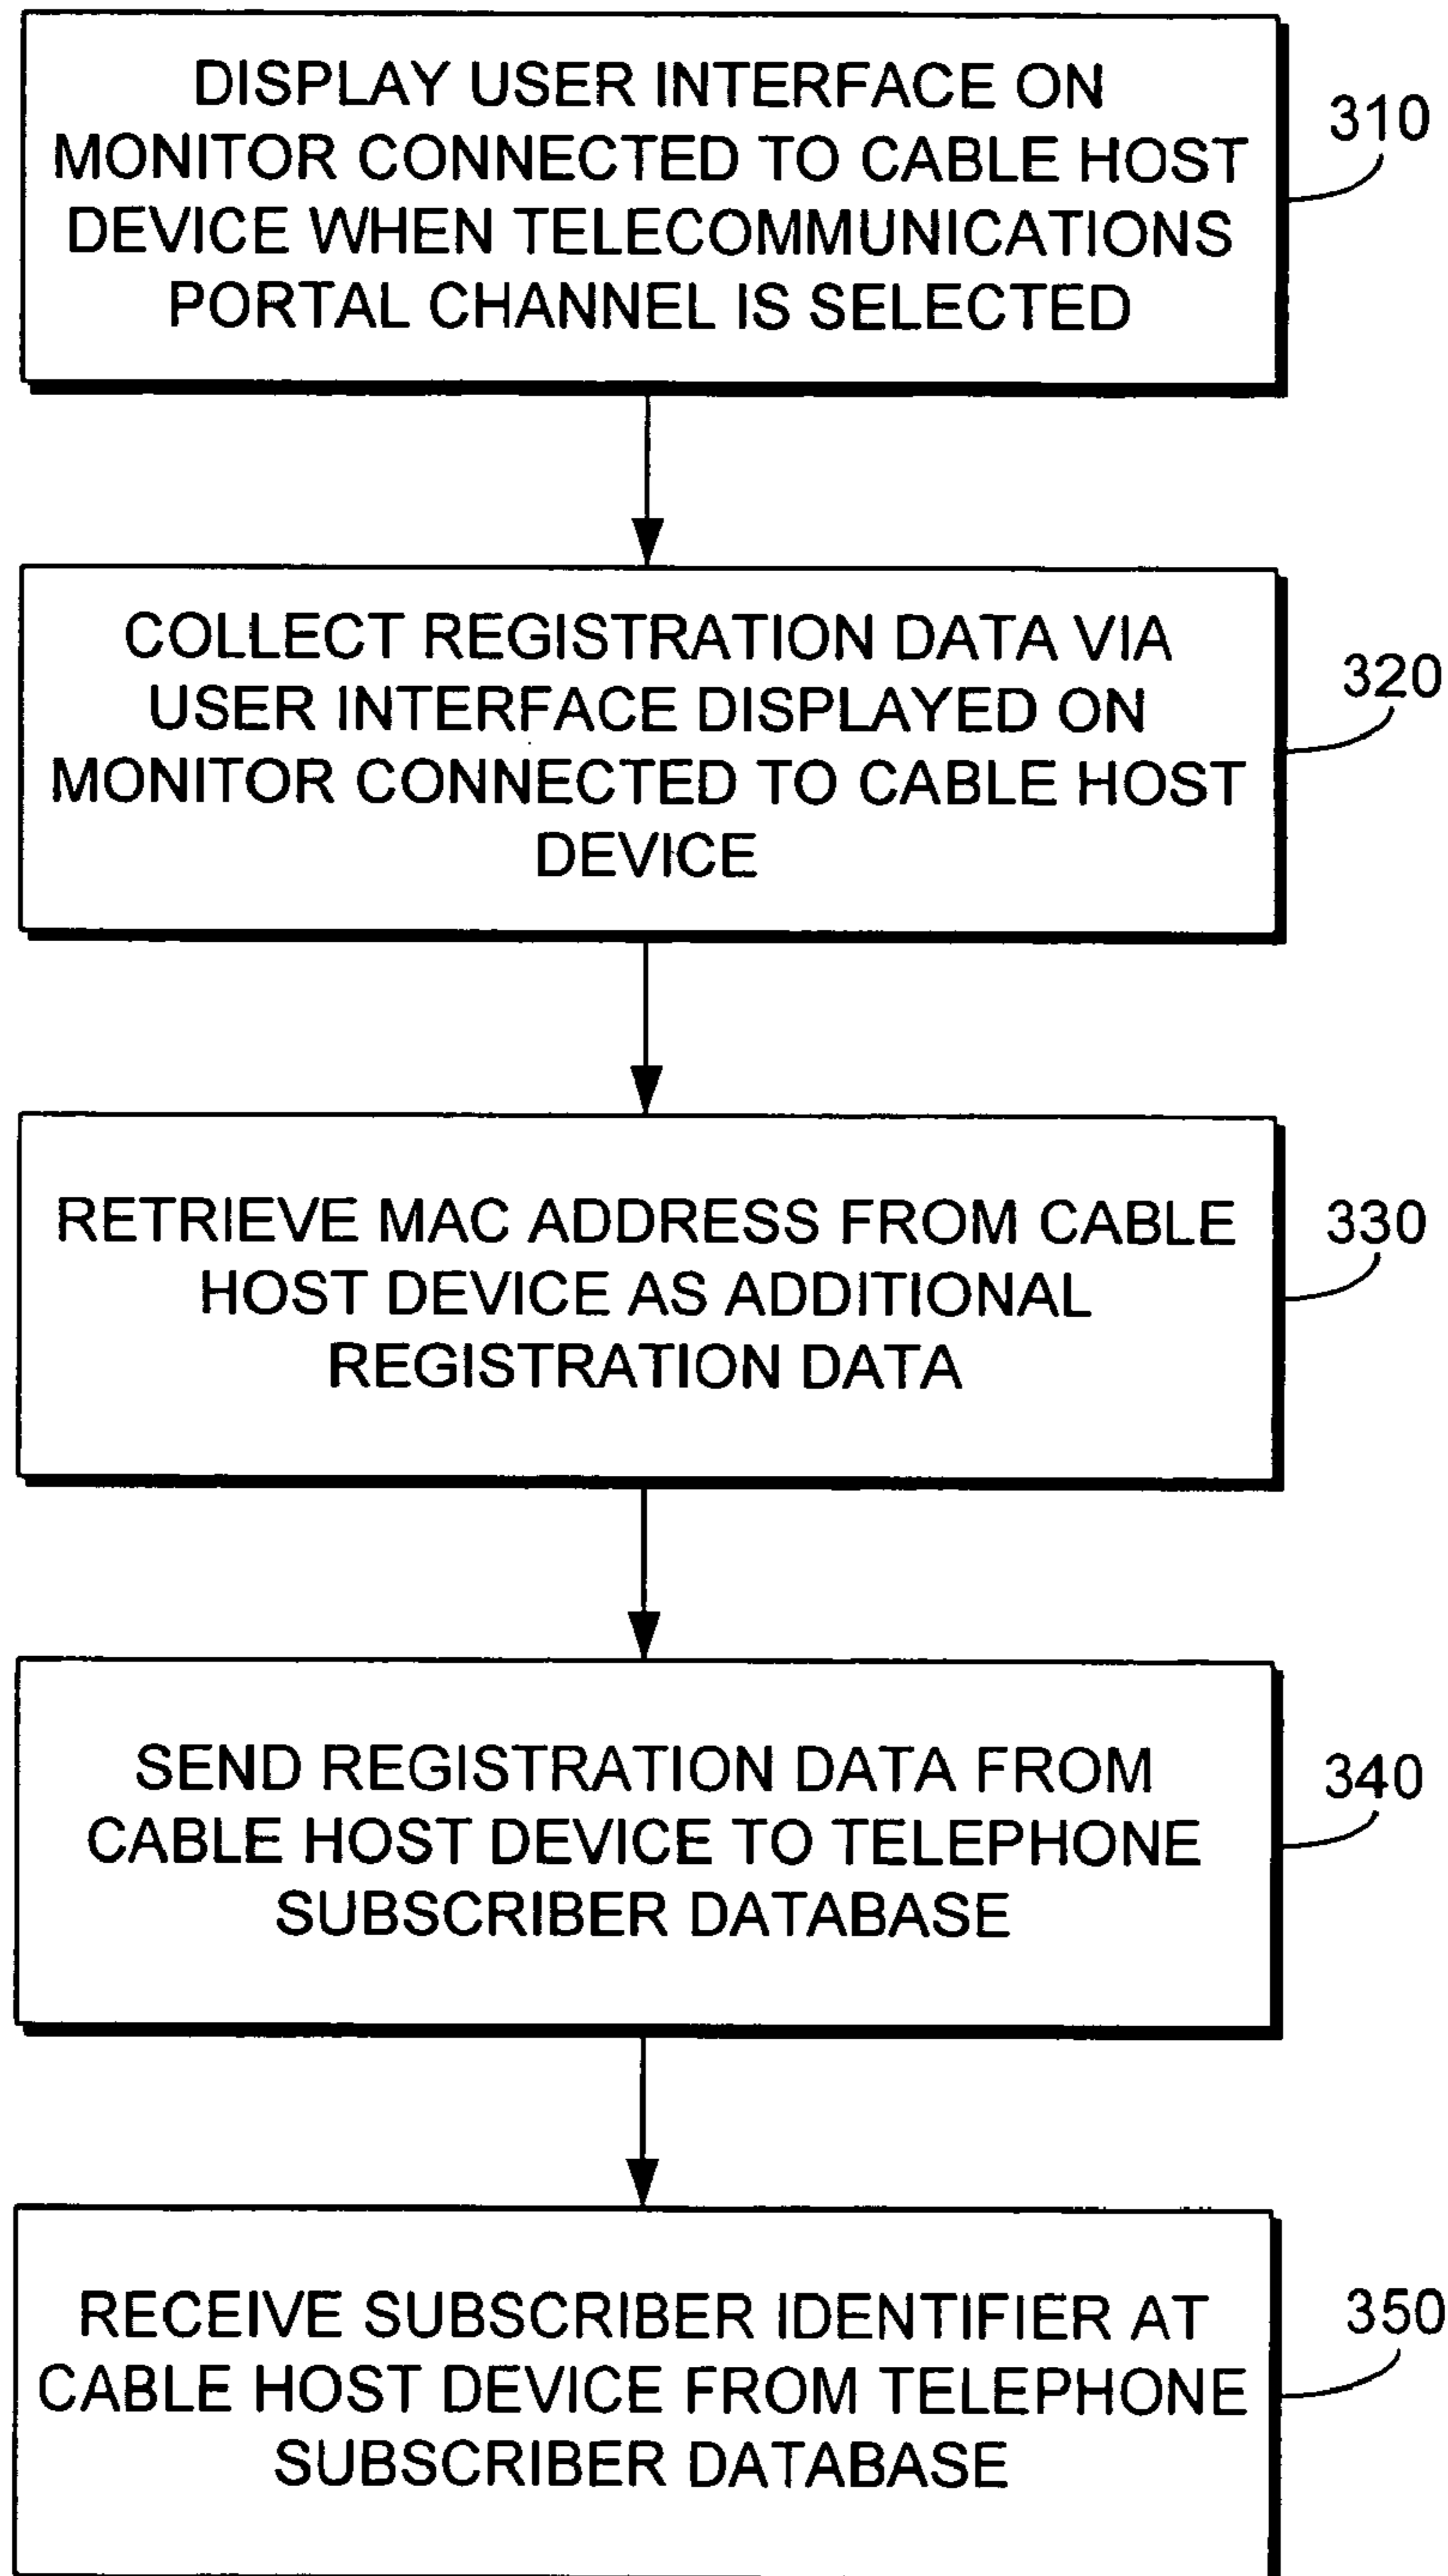 DISPLAY USER INTERFACE ON
MONITOR CONNECTED TO CABLE HOST
DEVICE WHEN TELECOMMUNICATIONS
PORTAL CHANNEL IS SELECTED
310
COLLECT REGISTRATION DATA VIA
USER INTERFACE DISPLAYED ON
MONITOR CONNECTED TO CABLE HOST
DEVICE
320
RETRIEVE MAC ADDRESS FROM CABLE
HOST DEVICE AS ADDITIONAL
REGISTRATION DATA
330
SEND REGISTRATION DATA FROM
CABLE HOST DEVICE TO TELEPHONE
SUBSCRIBER DATABASE
340
RECEIVE SUBSCRIBER IDENTIFIER AT
CABLE HOST DEVICE FROM TELEPHONE
SUBSCRIBER DATABASE
350